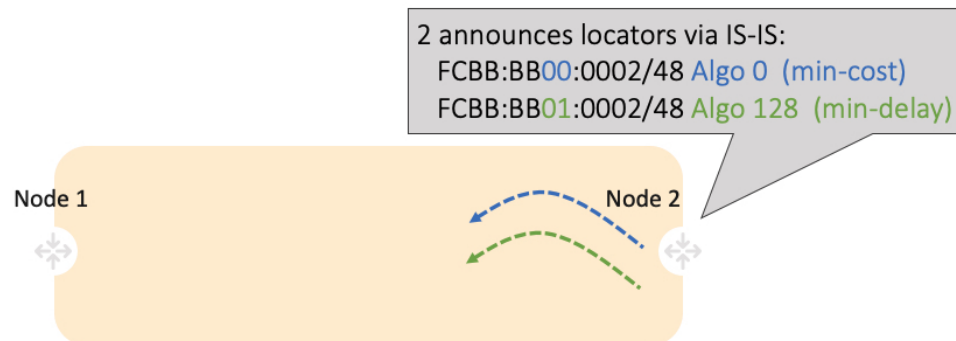 2 announces locators via IS-IS:
FCBB:BB00:0002/48 Algo 0 (min-cost)
FCBB:BB01:0002/48 Algo 128 (min-delay)
Node 1
Node 2